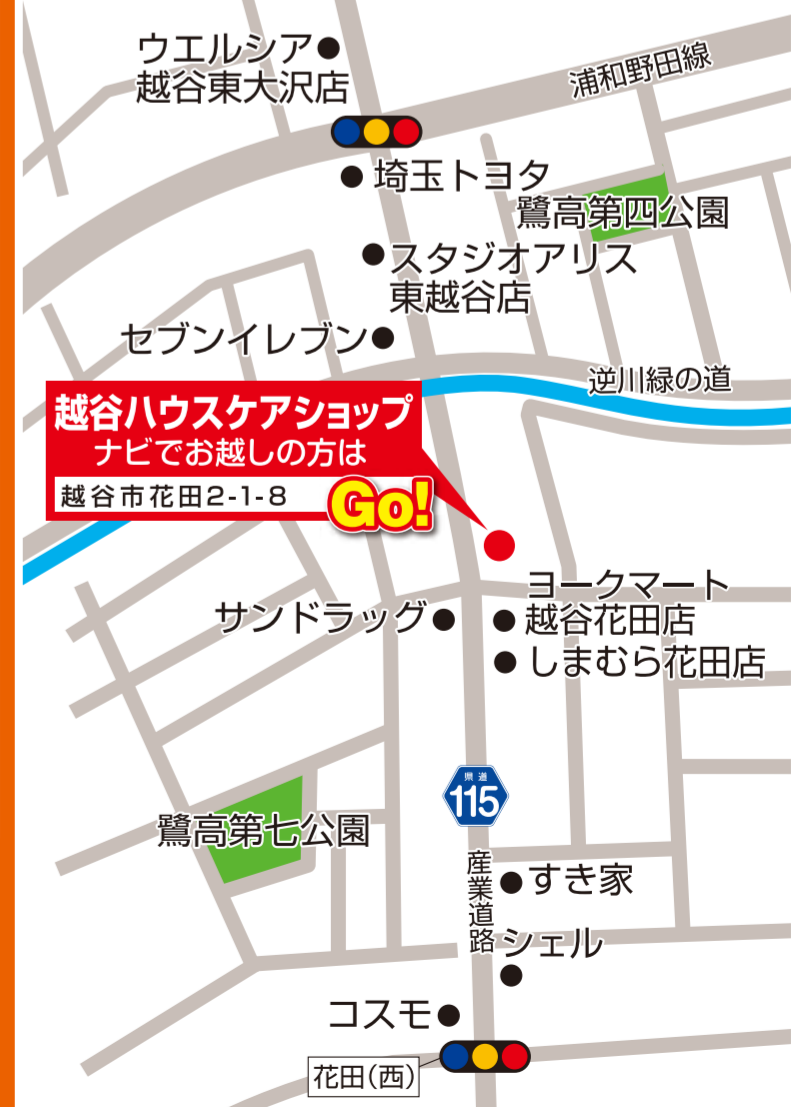 ウエルシア
越谷東大沢店
浦和野田線
埼玉トヨタ
鷺高第四公園
スタジオアリス
東越谷店
セブンイレブン
逆川緑の道
越谷ハウスケアショップ
ナビでお越しの方は
越谷市花田2-1-8
Go!
ヨークマート
越谷花田店
サンドラッグ
しまむら花田店
県道
115
鷺高第七公園
産業道路
すき家
シェル
コスモ
花田(西)